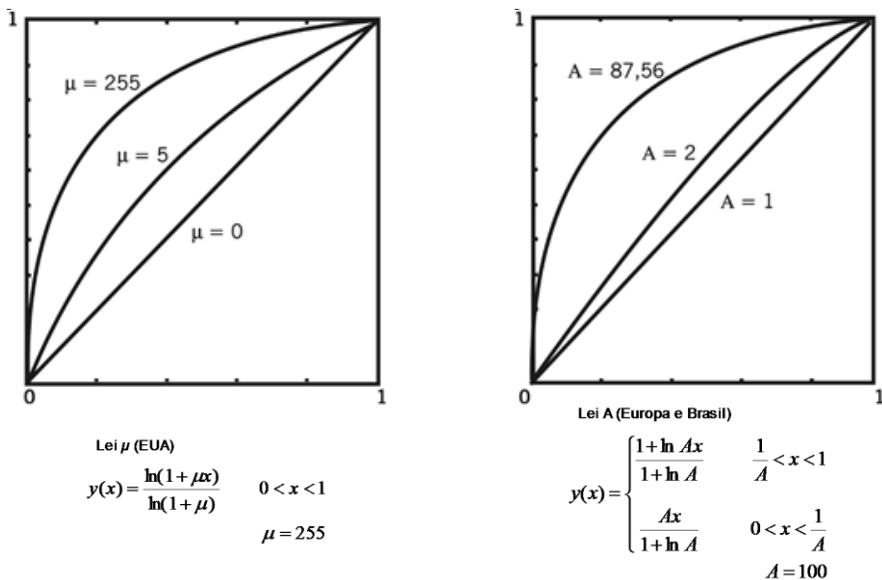 1
μ = 255
μ = 5
μ = 0
0 1
Lei μ (EUA)
y(x) = ln(1 + μx) / ln(1 + μ) 0 < x < 1
μ = 255
1
A = 87,56
A = 2
A = 1
0 1
Lei A (Europa e Brasil)
y(x) = { (1 + ln Ax) / (1 + ln A) 1/A < x < 1
Ax / (1 + ln A) 0 < x < 1/A
A = 100